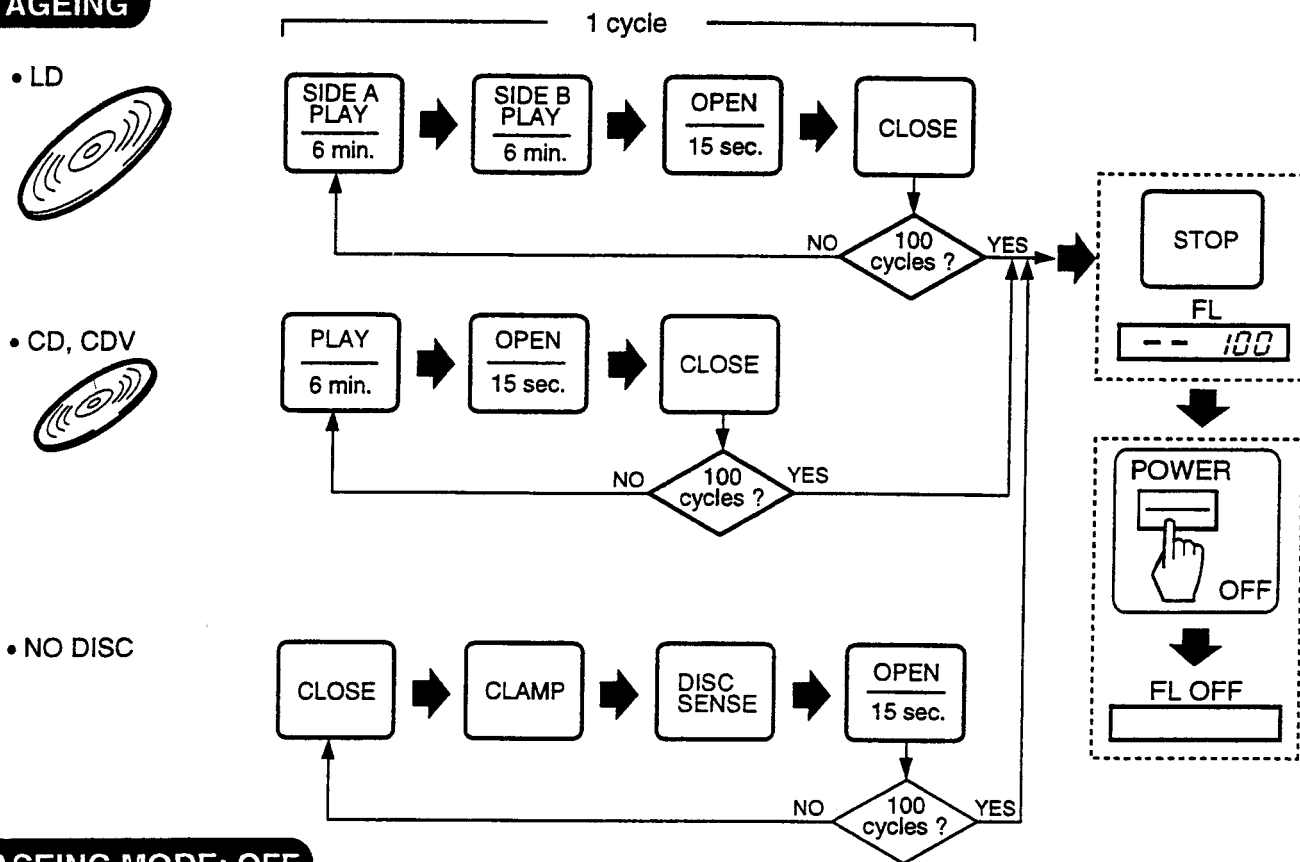 AGEING
1 cycle
• LD
SIDE A
PLAY
6 min.
SIDE B
PLAY
6 min.
OPEN
15 sec.
CLOSE
NO
100
cycles ?
YES
STOP
FL
-- 100
• CD, CDV
PLAY
6 min.
OPEN
15 sec.
CLOSE
NO
100
cycles ?
YES
POWER
OFF
FL OFF
• NO DISC
CLOSE
CLAMP
DISC
SENSE
OPEN
15 sec.
NO
100
cycles ?
YES
AGEING MODE: OFF